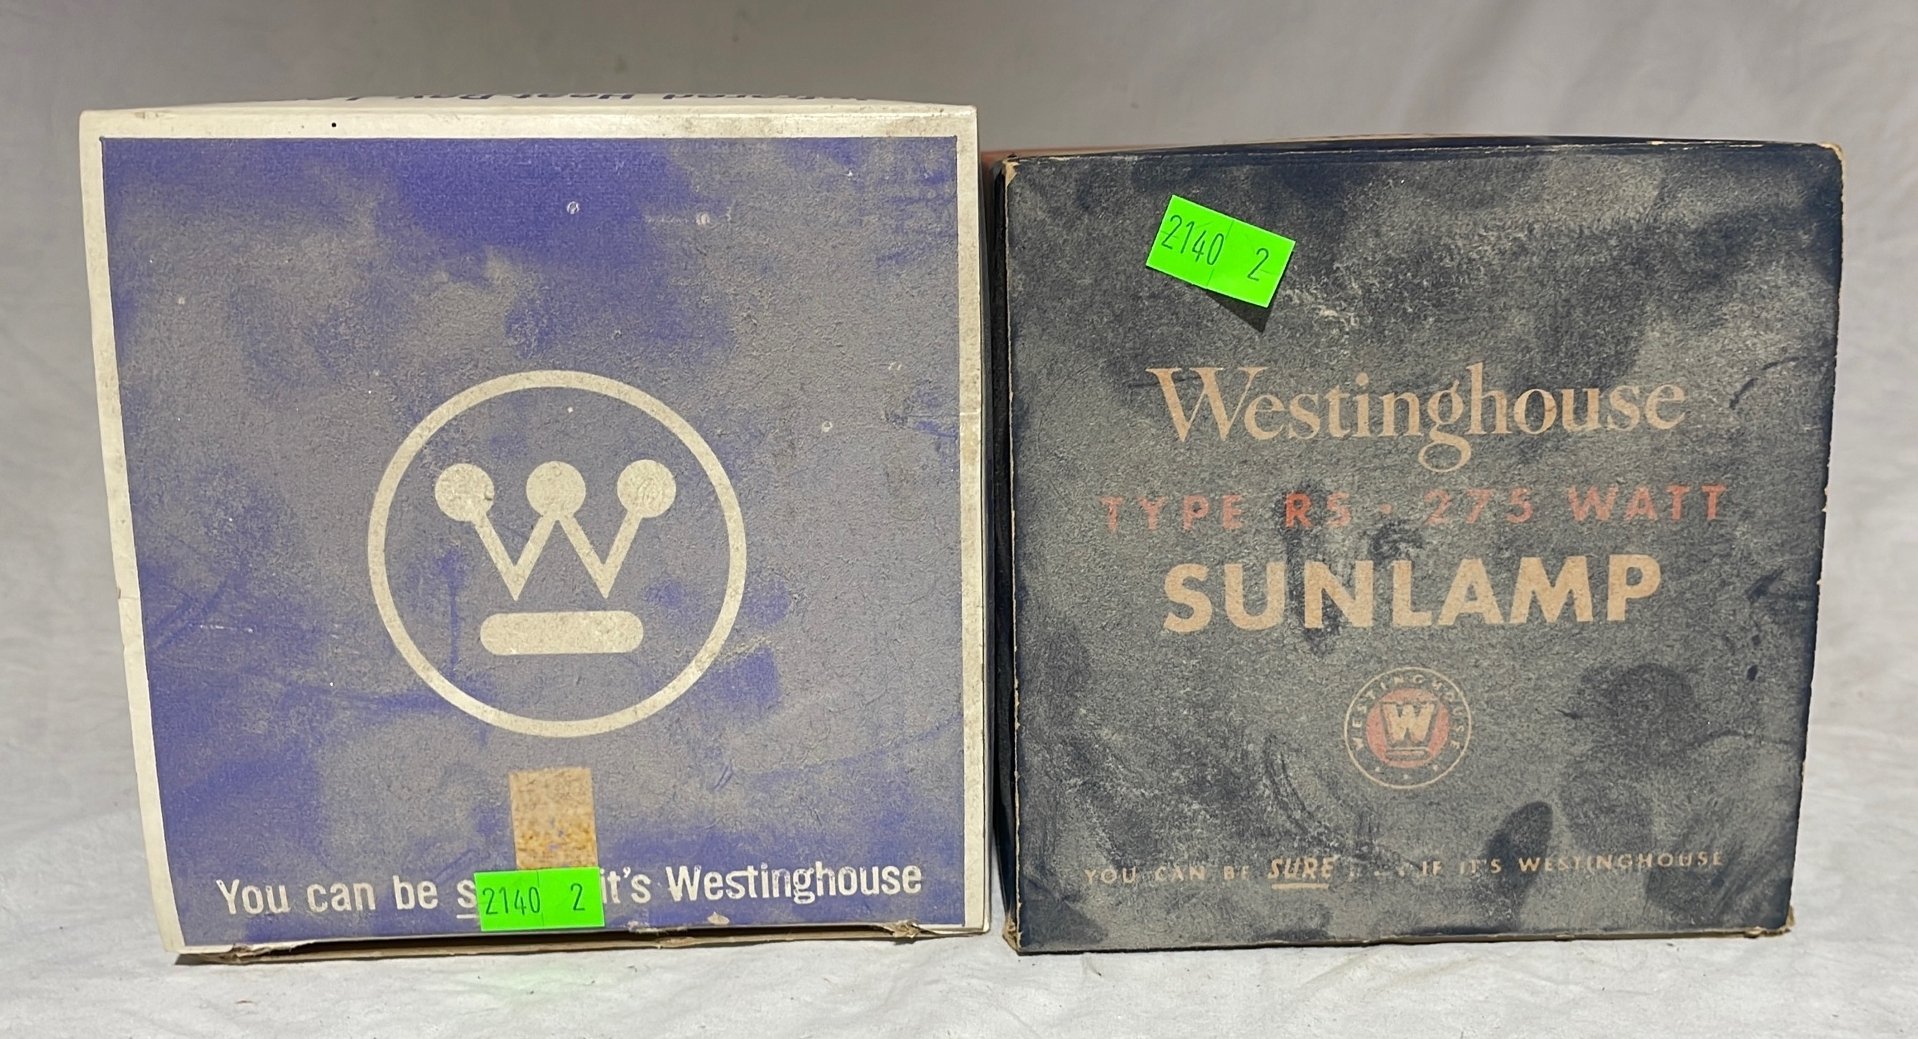 You can be it's Westinghouse
2140 2
2140 2
Westinghouse
TYPE RS - 275 WATT
SUNLAMP
WESTINGHOUSE
W
YOU CAN BE SURE ... IF IT'S WESTINGHOUSE